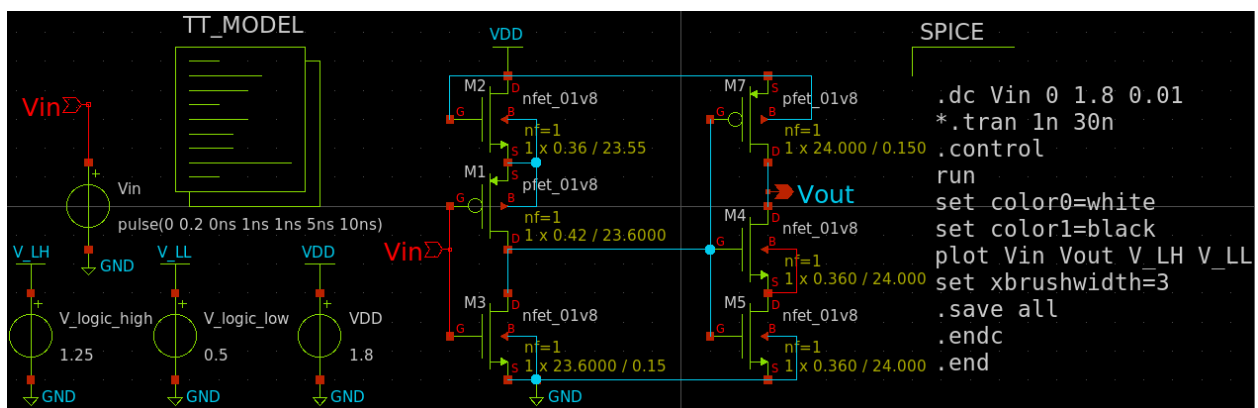 TT_MODEL
Vin
+
Vin
pulse(0 0.2 0ns 1ns 1ns 5ns 10ns)
GND
V_LH
+
V_logic_high
1.25
GND
V_LL
+
V_logic_low
0.5
GND
VDD
+
VDD
1.8
GND
VDD
M2
D
nfet_01v8
G
B
nf=1
S
1 x 0.36 / 23.55
M1
S
pfet_01v8
G
B
nf=1
D
1 x 0.42 / 23.6000
Vin
M3
D
nfet_01v8
G
B
nf=1
S
1 x 23.6000 / 0.15
GND
M7
S
pfet_01v8
G
B
nf=1
D
1 x 24.000 / 0.150
Vout
M4
D
nfet_01v8
G
B
nf=1
S
1 x 0.360 / 24.000
M5
D
nfet_01v8
G
B
nf=1
S
1 x 0.360 / 24.000
SPICE
.dc Vin 0 1.8 0.01
*.tran 1n 30n
.control
run
set color0=white
set color1=black
plot Vin Vout V_LH V_LL
set xbrushwidth=3
.save all
.endc
.end